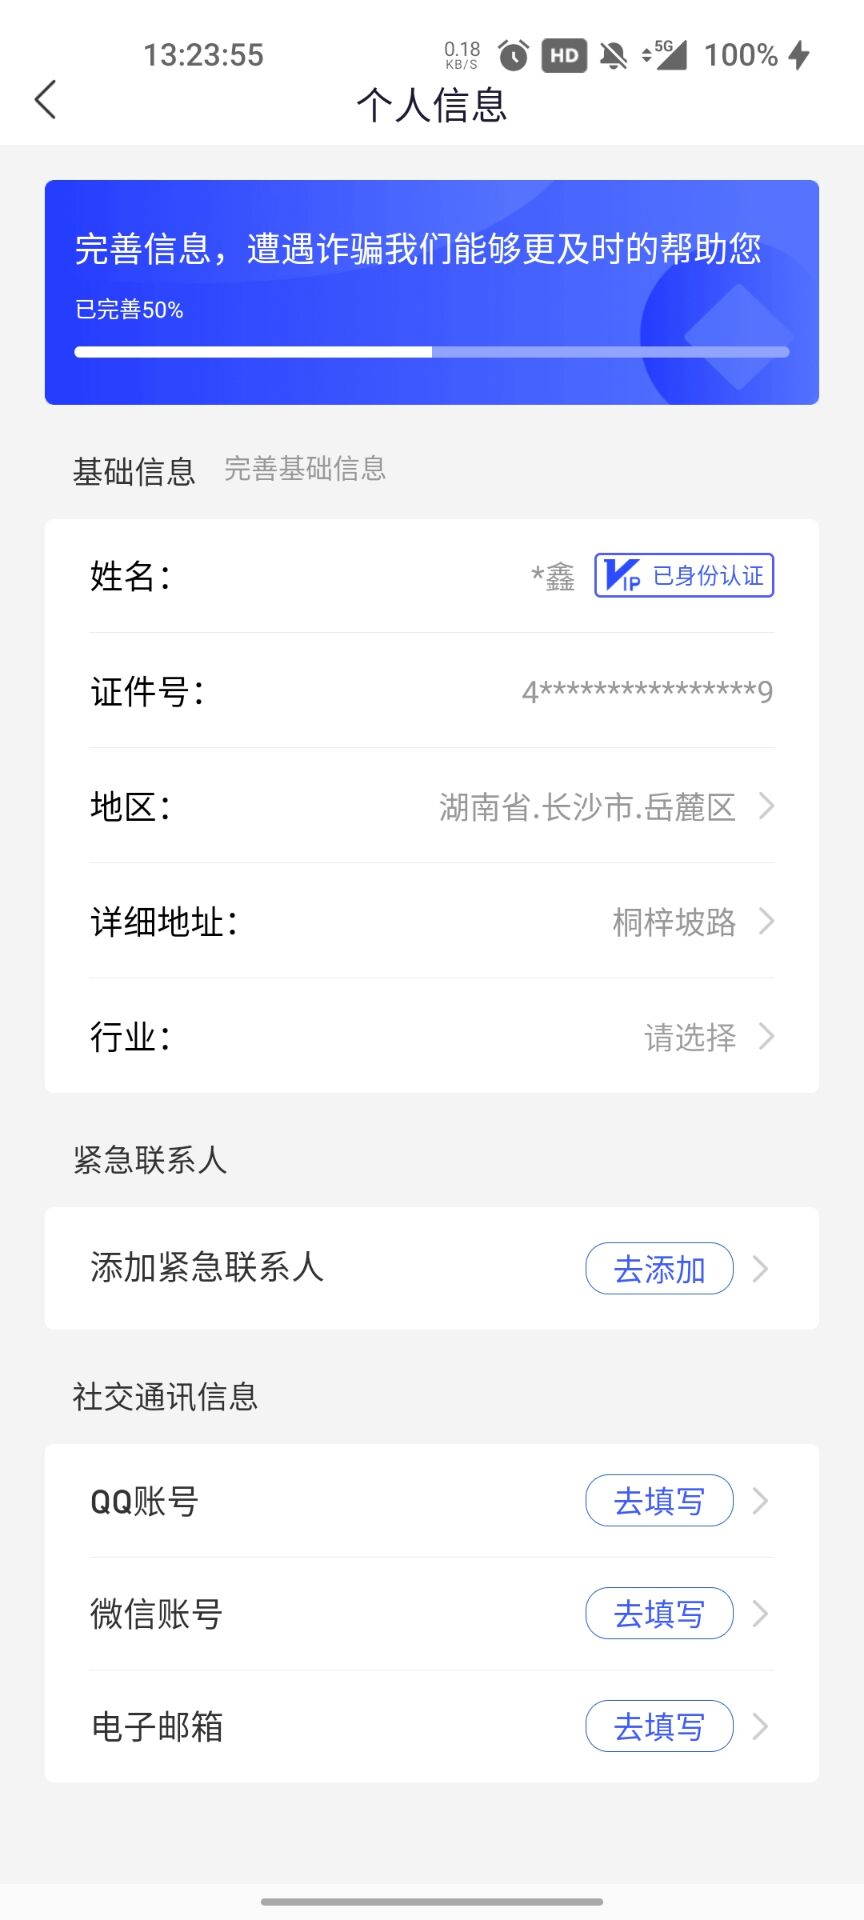 13:23:55 0.18 KB/S HD 5G 100%
个人信息
完善信息，遭遇诈骗我们能够更及时的帮助您
已完善50%
基础信息 完善基础信息
姓名： *鑫 VIP 已身份认证
证件号： 4****************9
地区： 湖南省.长沙市.岳麓区
详细地址： 桐梓坡路
行业： 请选择
紧急联系人
添加紧急联系人 去添加
社交通讯信息
QQ账号 去填写
微信账号 去填写
电子邮箱 去填写